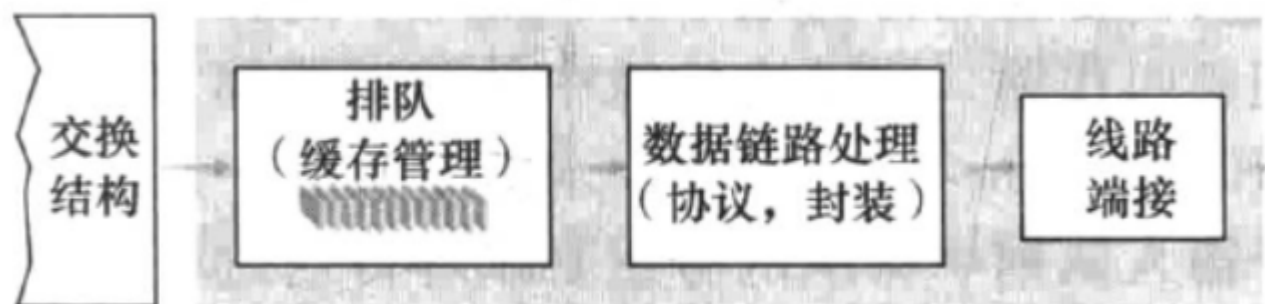 交换
结构
排队
（缓存管理）
数据链路处理
（协议，封装）
线路
端接